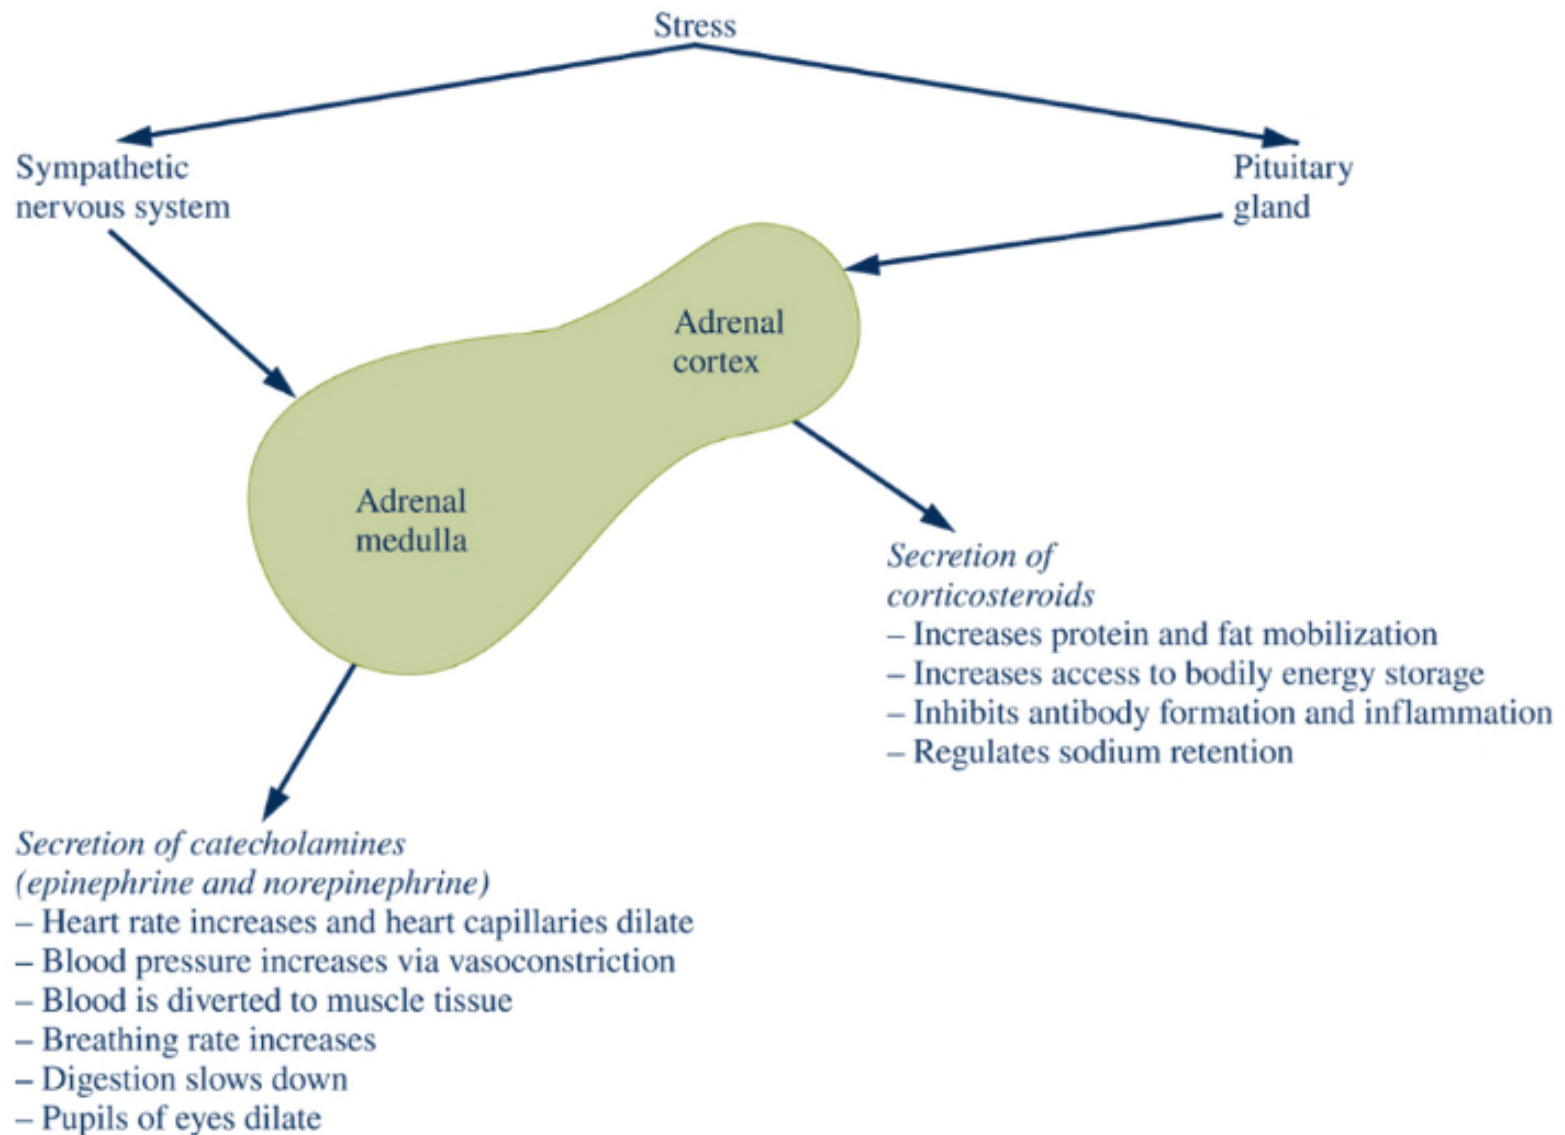 Stress
Sympathetic
nervous system
Pituitary
gland
Adrenal
cortex
Adrenal
medulla
Secretion of
corticosteroids
– Increases protein and fat mobilization
– Increases access to bodily energy storage
– Inhibits antibody formation and inflammation
– Regulates sodium retention
Secretion of catecholamines
(epinephrine and norepinephrine)
– Heart rate increases and heart capillaries dilate
– Blood pressure increases via vasoconstriction
– Blood is diverted to muscle tissue
– Breathing rate increases
– Digestion slows down
– Pupils of eyes dilate